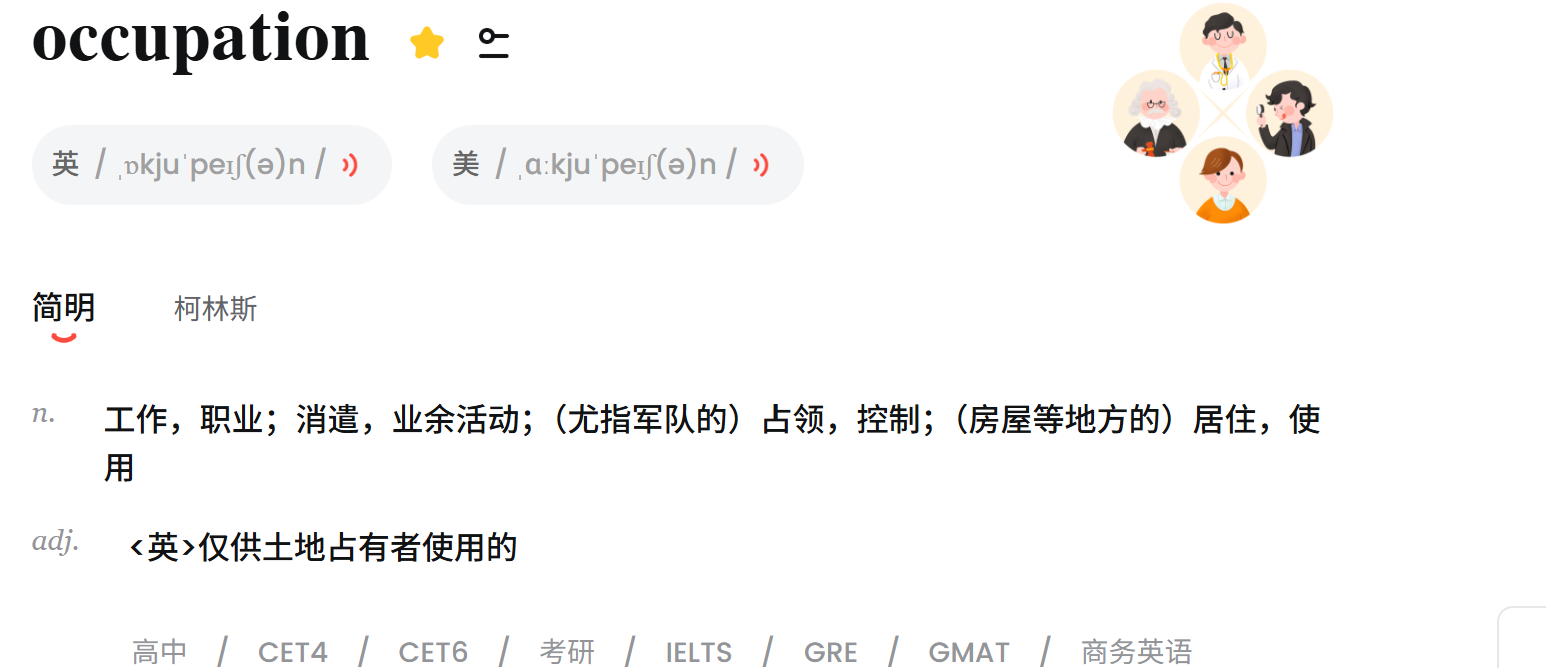 occupation
英 / ˌɒkjuˈpeɪʃ(ə)n / 美 / ˌɑːkjuˈpeɪʃ(ə)n /
简明 柯林斯
n. 工作，职业；消遣，业余活动；（尤指军队的）占领，控制；（房屋等地方的）居住，使
用
adj. <英>仅供土地占有者使用的
高中 / CET4 / CET6 / 考研 / IELTS / GRE / GMAT / 商务英语